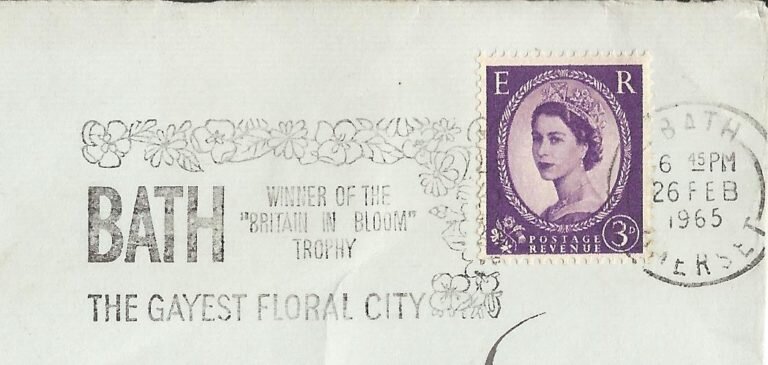 BATH
WINNER OF THE
"BRITAIN IN BLOOM"
TROPHY
THE GAYEST FLORAL CITY
E R
POSTAGE
REVENUE
3D
BATH
6 45PM
26 FEB
1965
MERSET